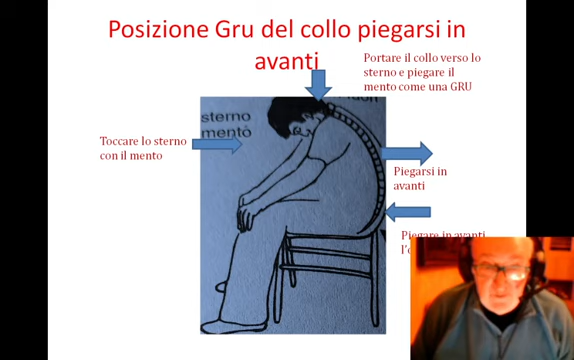 Posizione Gru del collo piegarsi in
avanti
Portare il collo verso lo
sterno e piegare il
mento come una GRU
sterno
mento
Toccare lo sterno
con il mento
Piegarsi in
avanti
Piegare in avanti